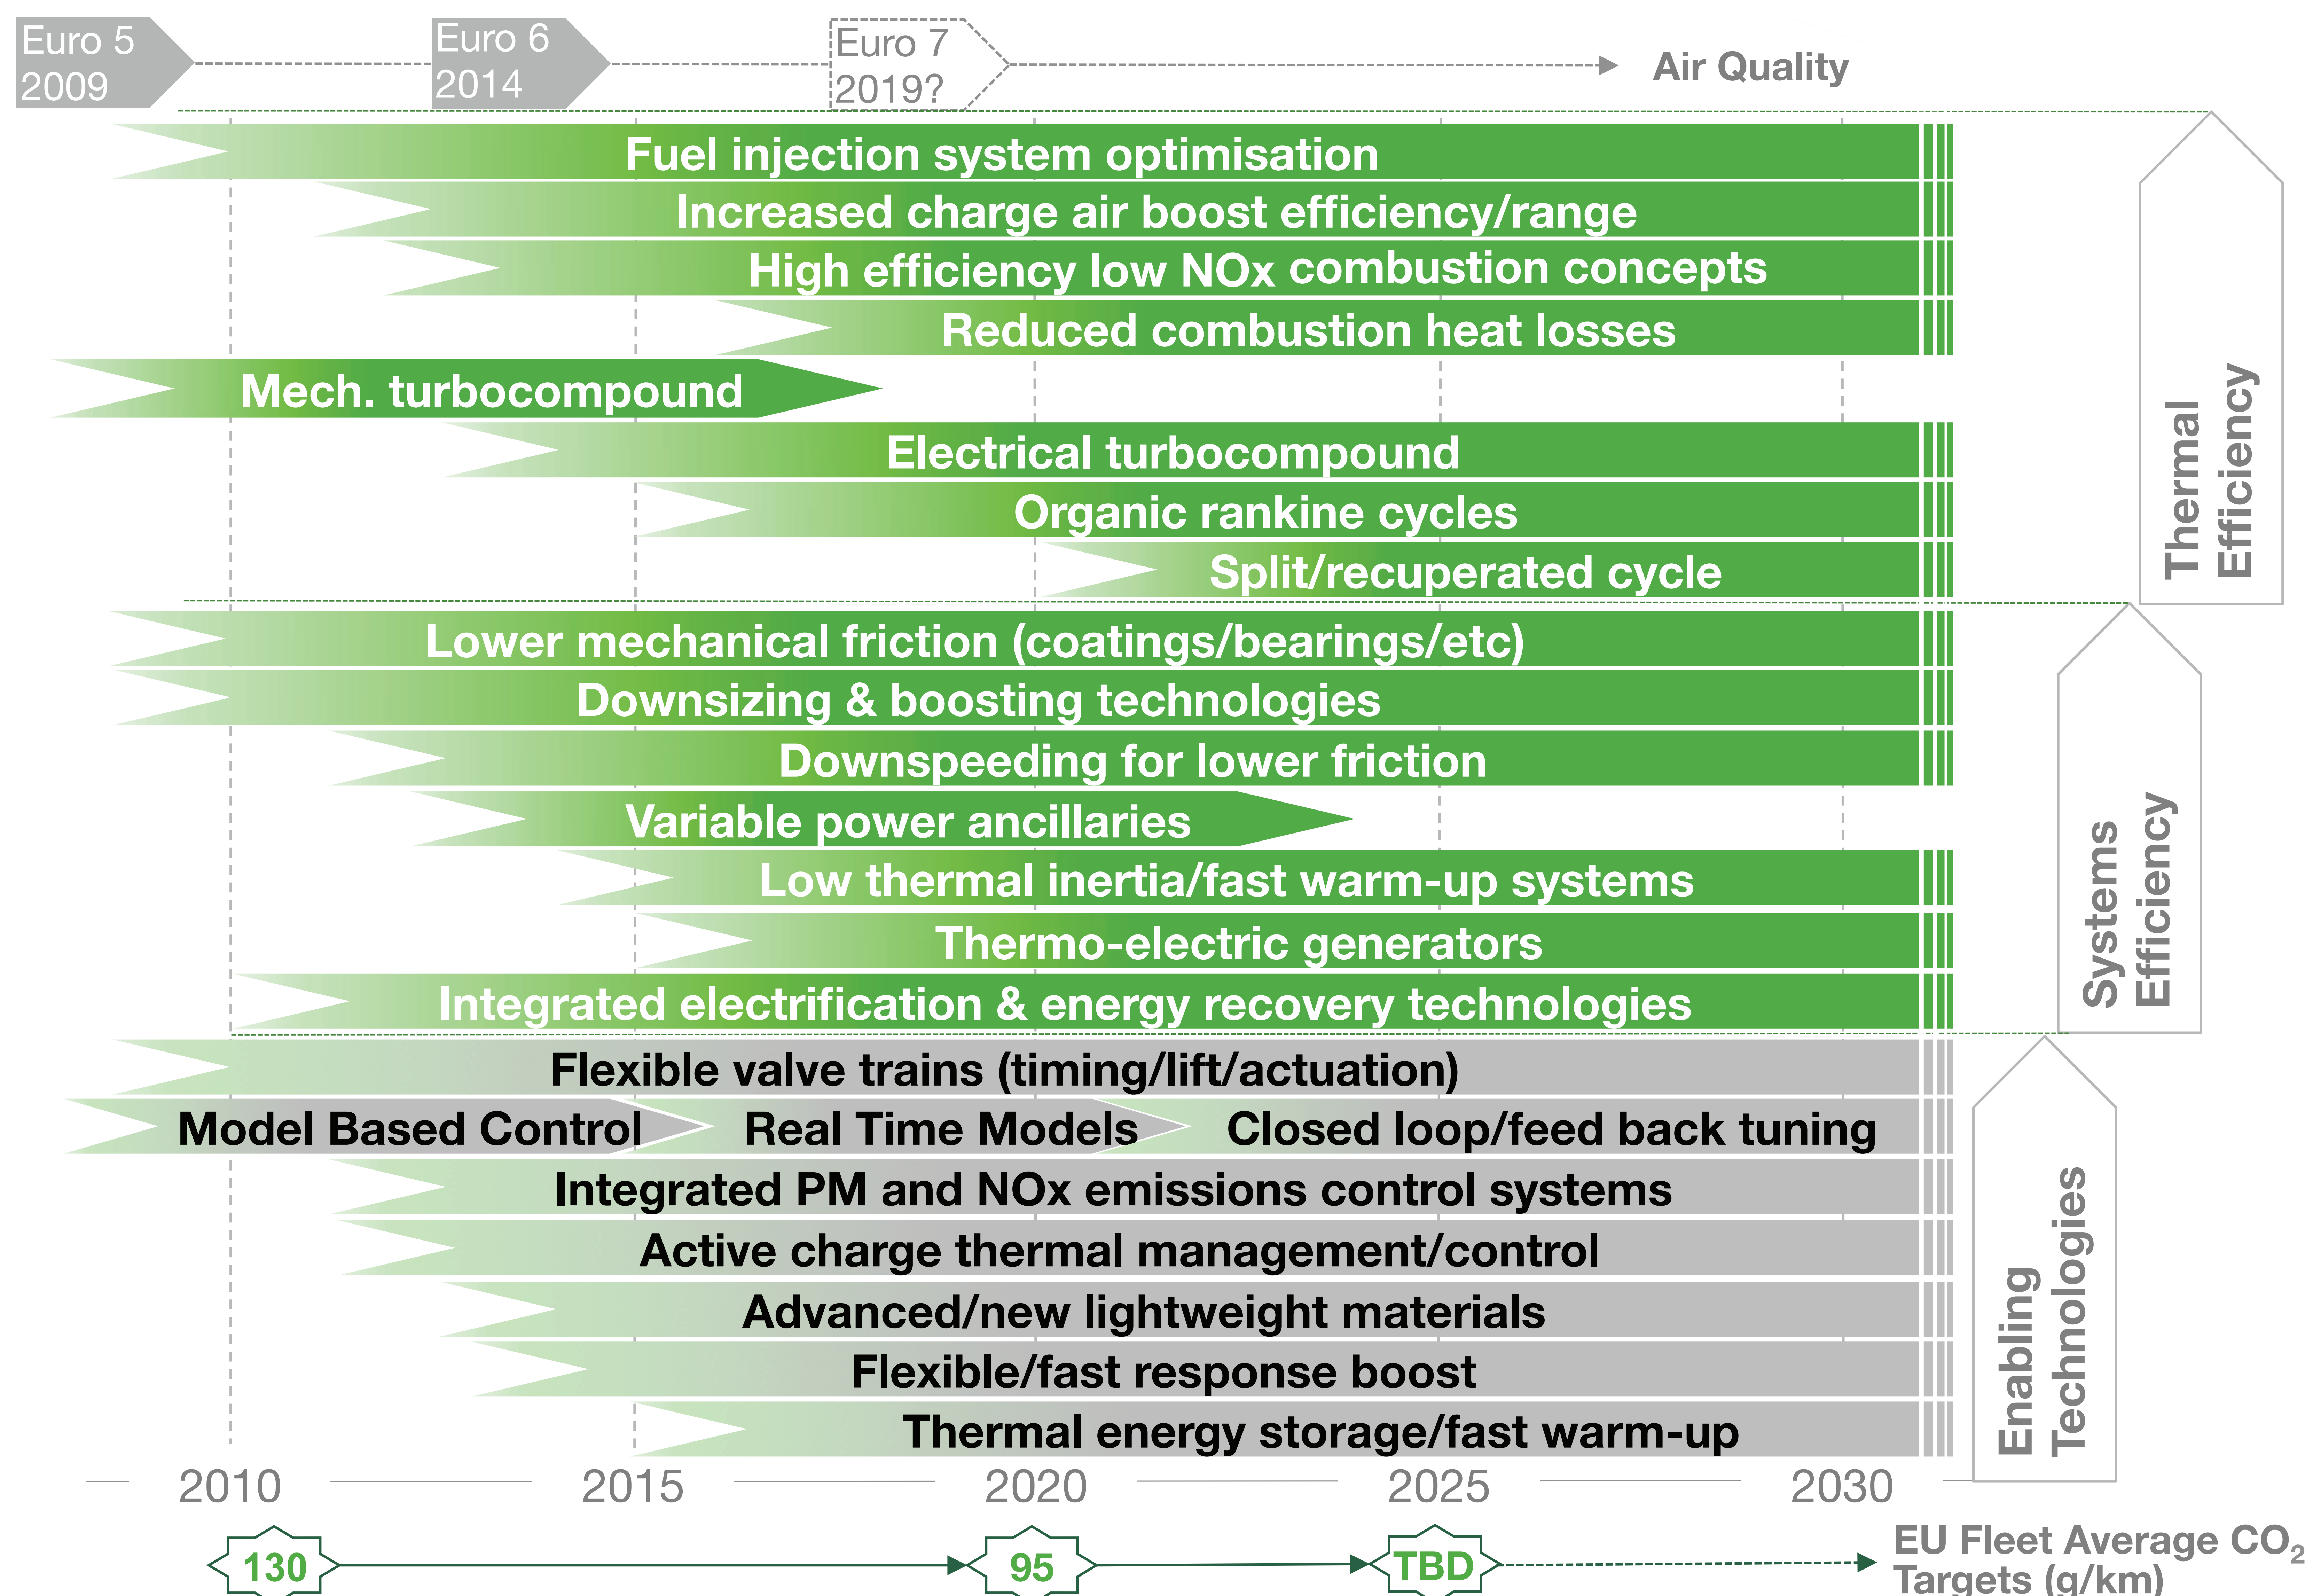 Euro 5
2009
Euro 6
2014
Euro 7
2019?
Air Quality
Fuel injection system optimisation
Increased charge air boost efficiency/range
High efficiency low NOx combustion concepts
Reduced combustion heat losses
Mech. turbocompound
Electrical turbocompound
Organic rankine cycles
Split/recuperated cycle
Thermal
Efficiency
Lower mechanical friction (coatings/bearings/etc)
Downsizing & boosting technologies
Downspeeding for lower friction
Variable power ancillaries
Low thermal inertia/fast warm-up systems
Thermo-electric generators
Integrated electrification & energy recovery technologies
Systems
Efficiency
Flexible valve trains (timing/lift/actuation)
Model Based Control
Real Time Models
Closed loop/feed back tuning
Integrated PM and NOx emissions control systems
Active charge thermal management/control
Advanced/new lightweight materials
Flexible/fast response boost
Thermal energy storage/fast warm-up
Enabling
Technologies
2010
2015
2020
2025
2030
130
95
TBD
EU Fleet Average CO₂
Targets (g/km)